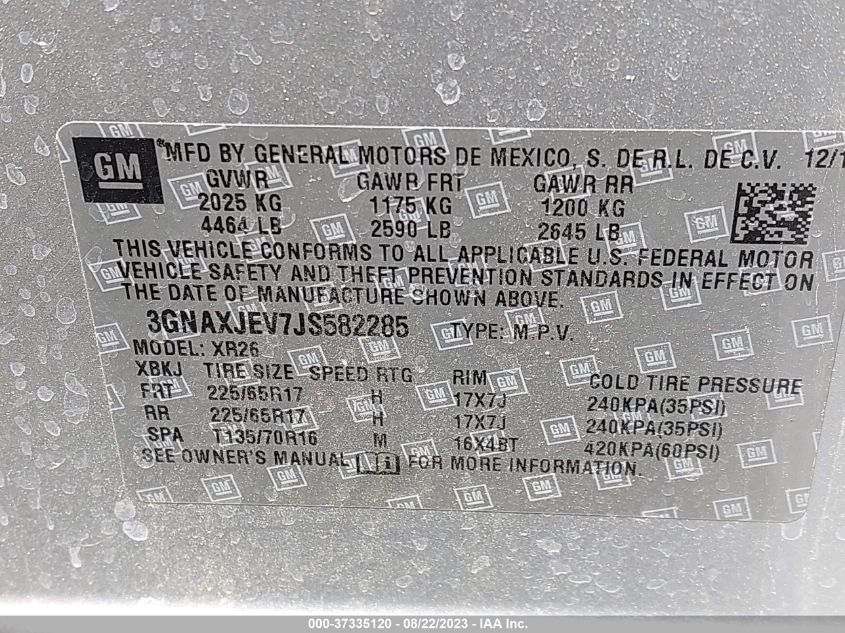 GM ® MFD BY GENERAL MOTORS DE MEXICO, S. DE R.L. DE C.V. 12/1
GVWR GAWR FRT GAWR RR
2025 KG 1175 KG 1200 KG
4464 LB 2590 LB 2645 LB
THIS VEHICLE CONFORMS TO ALL APPLICABLE U.S. FEDERAL MOTOR
VEHICLE SAFETY AND THEFT PREVENTION STANDARDS IN EFFECT ON
THE DATE OF MANUFACTURE SHOWN ABOVE.
3GNAXJEV7JS582285 TYPE: M.P.V.
MODEL: XR26
XBKJ TIRE SIZE SPEED RTG RIM COLD TIRE PRESSURE
FRT 225/65R17 H 17X7J 240KPA(35PSI)
RR 225/65R17 H 17X7J 240KPA(35PSI)
SPA T135/70R16 M 16X4BT 420KPA(60PSI)
SEE OWNER'S MANUAL FOR MORE INFORMATION.
000-37335120 - 08/22/2023 - IAA Inc.